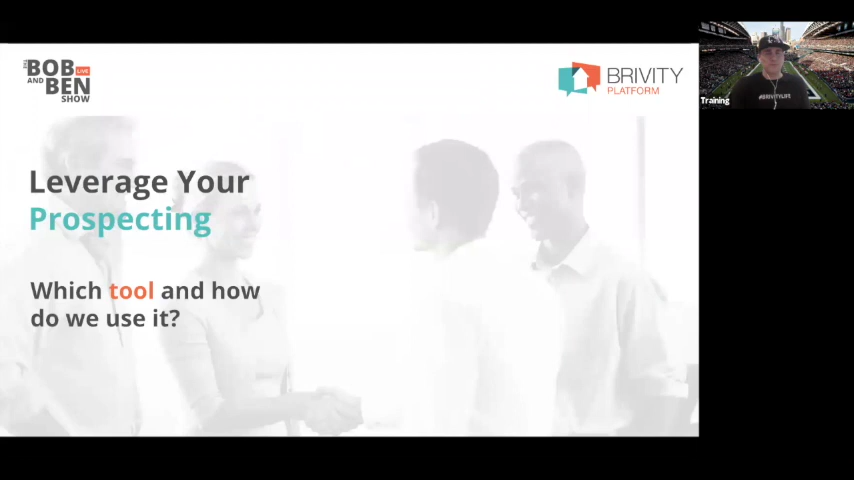 THE BOB LIVE
AND BEN
SHOW
BRIVITY
PLATFORM
Training
#BRIVITYLIFE
Leverage Your
Prospecting
Which tool and how
do we use it?